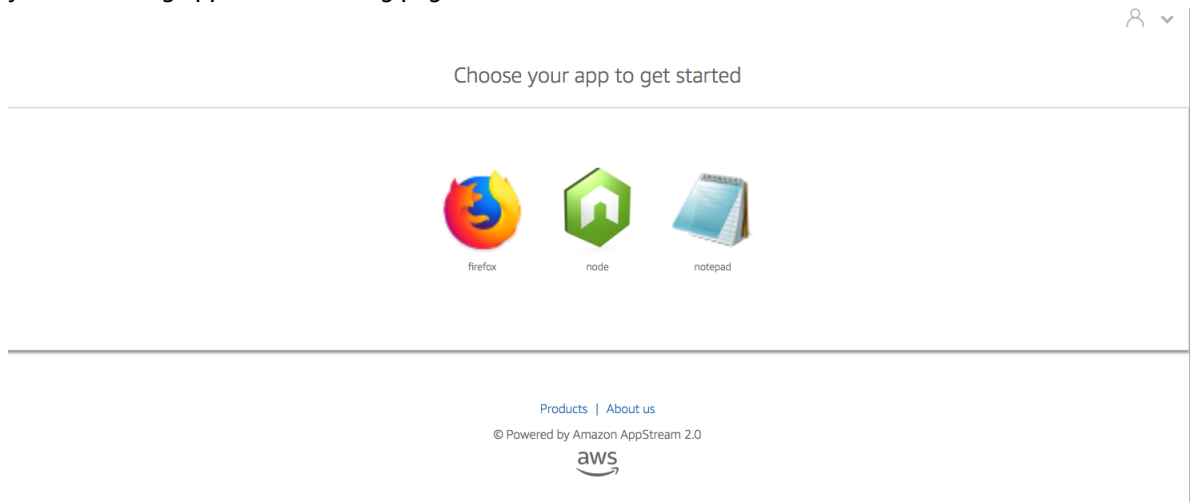 Choose your app to get started
firefox node notepad
Products | About us
© Powered by Amazon AppStream 2.0
aws